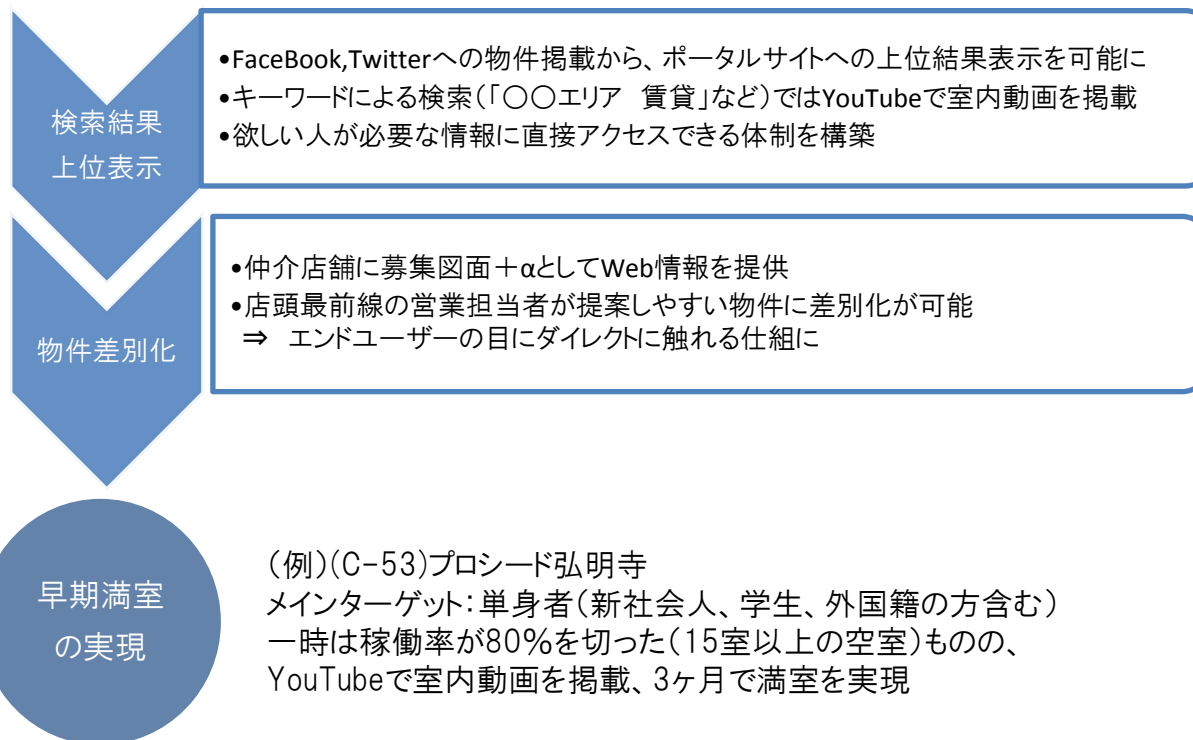 検索結果
上位表示
•FaceBook,Twitterへの物件掲載から、ポータルサイトへの上位結果表示を可能に
•キーワードによる検索(「〇〇エリア　賃貸」など)ではYouTubeで室内動画を掲載
•欲しい人が必要な情報に直接アクセスできる体制を構築
物件差別化
•仲介店舗に募集図面＋αとしてWeb情報を提供
•店頭最前線の営業担当者が提案しやすい物件に差別化が可能
⇒　エンドユーザーの目にダイレクトに触れる仕組に
早期満室
の実現
(例)(C-53)プロシード弘明寺
メインターゲット：単身者(新社会人、学生、外国籍の方含む)
一時は稼働率が80%を切った(15室以上の空室)ものの、
YouTubeで室内動画を掲載、3ヶ月で満室を実現